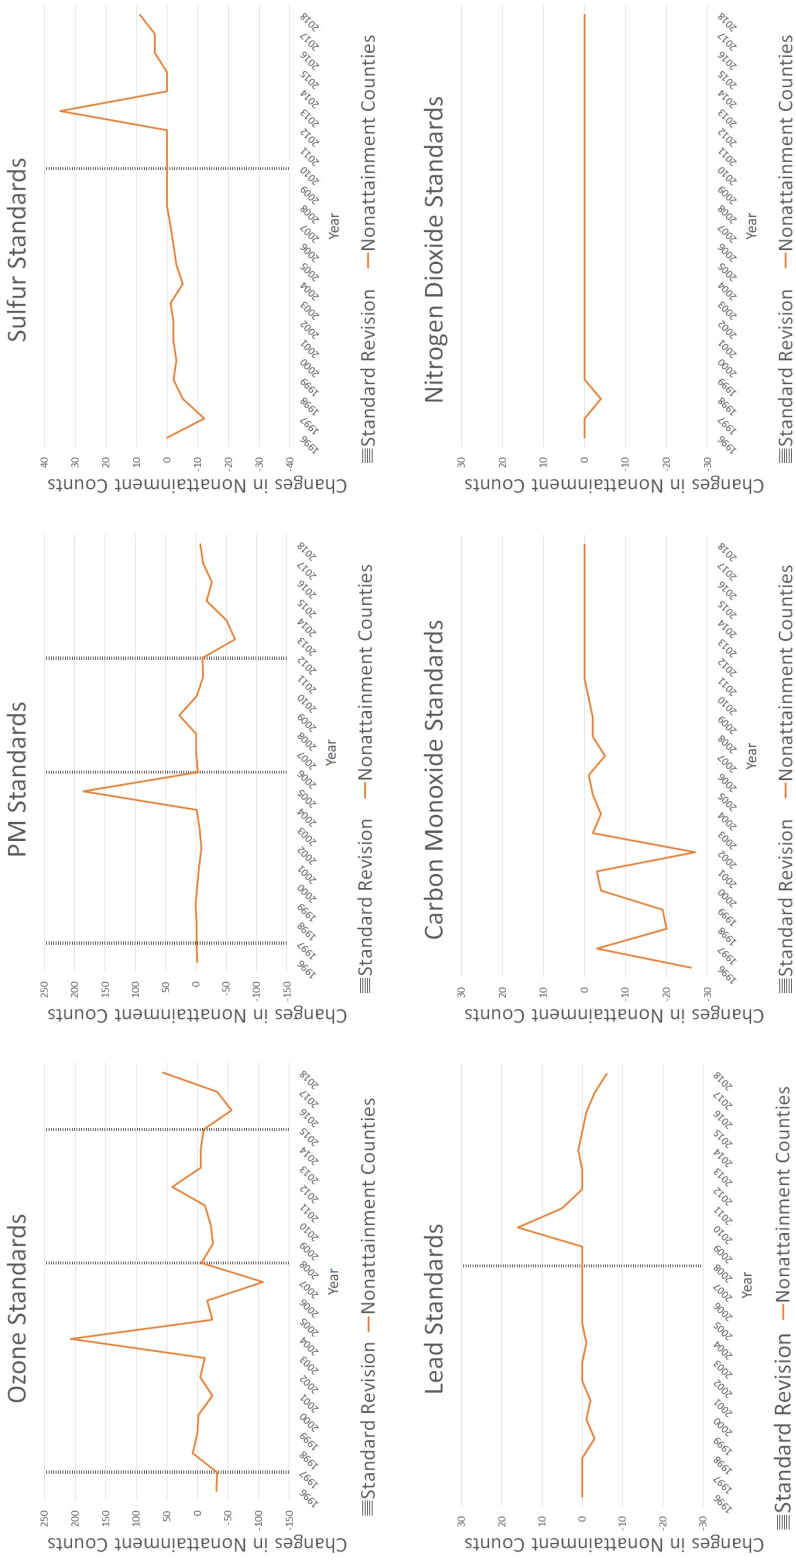 Ozone Standards
Changes in Nonattainment Counts
250
200
150
100
50
0
-50
-100
-150
1996 1997 1998 1999 2000 2001 2002 2003 2004 2005 2006 2007 2008 2009 2010 2011 2012 2013 2014 2015 2016 2017 2018
Year
Standard Revision Nonattainment Counties
PM Standards
Changes in Nonattainment Counts
250
200
150
100
50
0
-50
-100
-150
1996 1997 1998 1999 2000 2001 2002 2003 2004 2005 2006 2007 2008 2009 2010 2011 2012 2013 2014 2015 2016 2017 2018
Year
Standard Revision Nonattainment Counties
Sulfur Standards
Changes in Nonattainment Counts
40
30
20
10
0
-10
-20
-30
-40
1996 1997 1998 1999 2000 2001 2002 2003 2004 2005 2006 2007 2008 2009 2010 2011 2012 2013 2014 2015 2016 2017 2018
Year
Standard Revision Nonattainment Counties
Lead Standards
Changes in Nonattainment Counts
30
20
10
0
-10
-20
-30
1996 1997 1998 1999 2000 2001 2002 2003 2004 2005 2006 2007 2008 2009 2010 2011 2012 2013 2014 2015 2016 2017 2018
Year
Standard Revision Nonattainment Counties
Carbon Monoxide Standards
Changes in Nonattainment Counts
30
20
10
0
-10
-20
-30
1996 1997 1998 1999 2000 2001 2002 2003 2004 2005 2006 2007 2008 2009 2010 2011 2012 2013 2014 2015 2016 2017 2018
Year
Standard Revision Nonattainment Counties
Nitrogen Dioxide Standards
Changes in Nonattainment Counts
30
20
10
0
-10
-20
-30
1996 1997 1998 1999 2000 2001 2002 2003 2004 2005 2006 2007 2008 2009 2010 2011 2012 2013 2014 2015 2016 2017 2018
Year
Standard Revision Nonattainment Counties